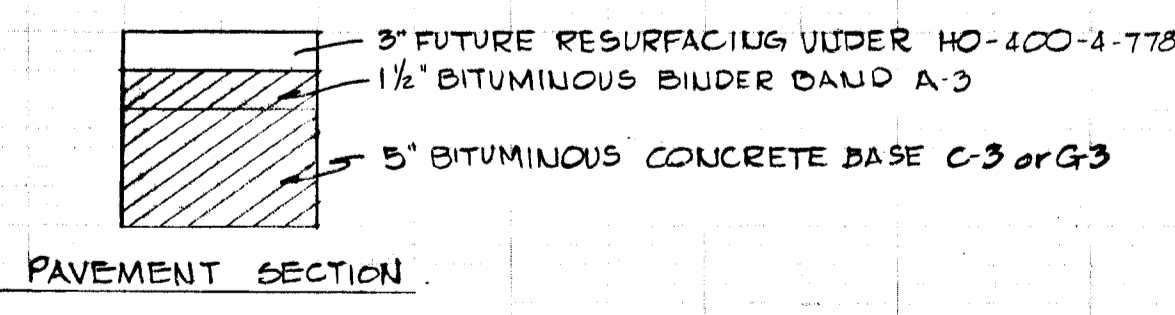 3" FUTURE RESURFACING UNDER HO-400-4-778
1½" BITUMINOUS BINDER BAND A-3
5" BITUMINOUS CONCRETE BASE C-3 or G3
PAVEMENT SECTION